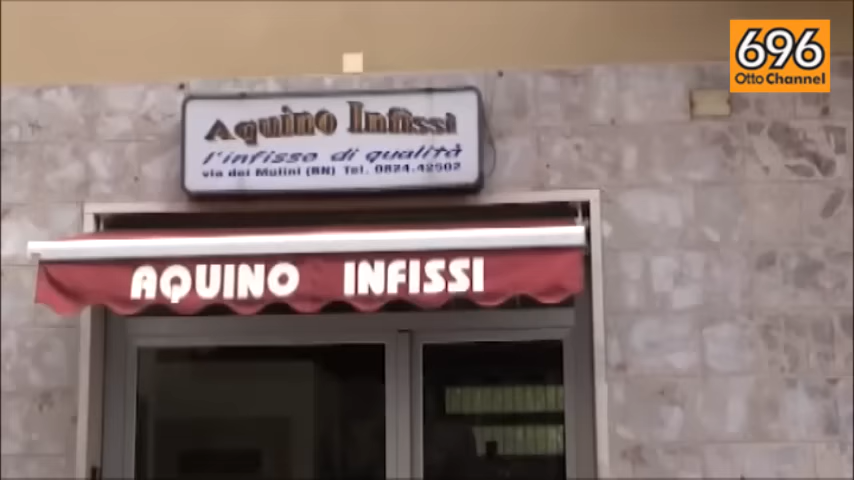 696
Otto Channel
Aquino Infissi
l'infisso di qualità
via dei Mulini (BN) Tel. 0824.42502
AQUINO INFISSI